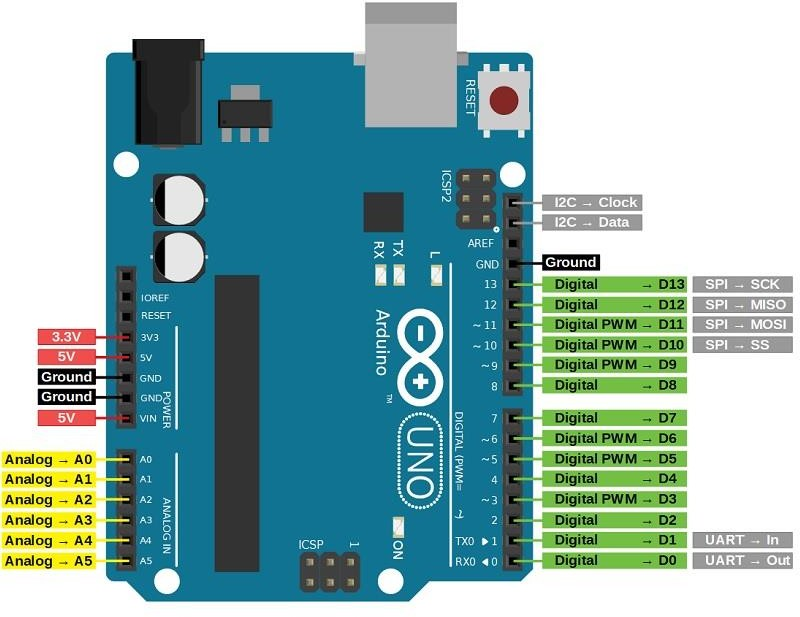 RESET
ICSP2
I2C → Clock
I2C → Data
AREF
GND Ground
RX TX L
13 Digital → D13 SPI → SCK
12 Digital → D12 SPI → MISO
~11 Digital PWM → D11 SPI → MOSI
~10 Digital PWM → D10 SPI → SS
~9 Digital PWM → D9
8 Digital → D8
IOREF
RESET
3.3V 3V3
5V 5V
Ground GND
Ground GND
5V VIN
POWER
Arduino
TM
UNO
DIGITAL (PWM= ~)
7 Digital → D7
~6 Digital PWM → D6
~5 Digital PWM → D5
4 Digital → D4
~3 Digital PWM → D3
2 Digital → D2
TX0 ▶ 1 Digital → D1 UART → In
RX0 ◀ 0 Digital → D0 UART → Out
Analog → A0 A0
Analog → A1 A1
Analog → A2 A2
Analog → A3 A3
Analog → A4 A4
Analog → A5 A5
ANALOG IN
ICSP 1
ON